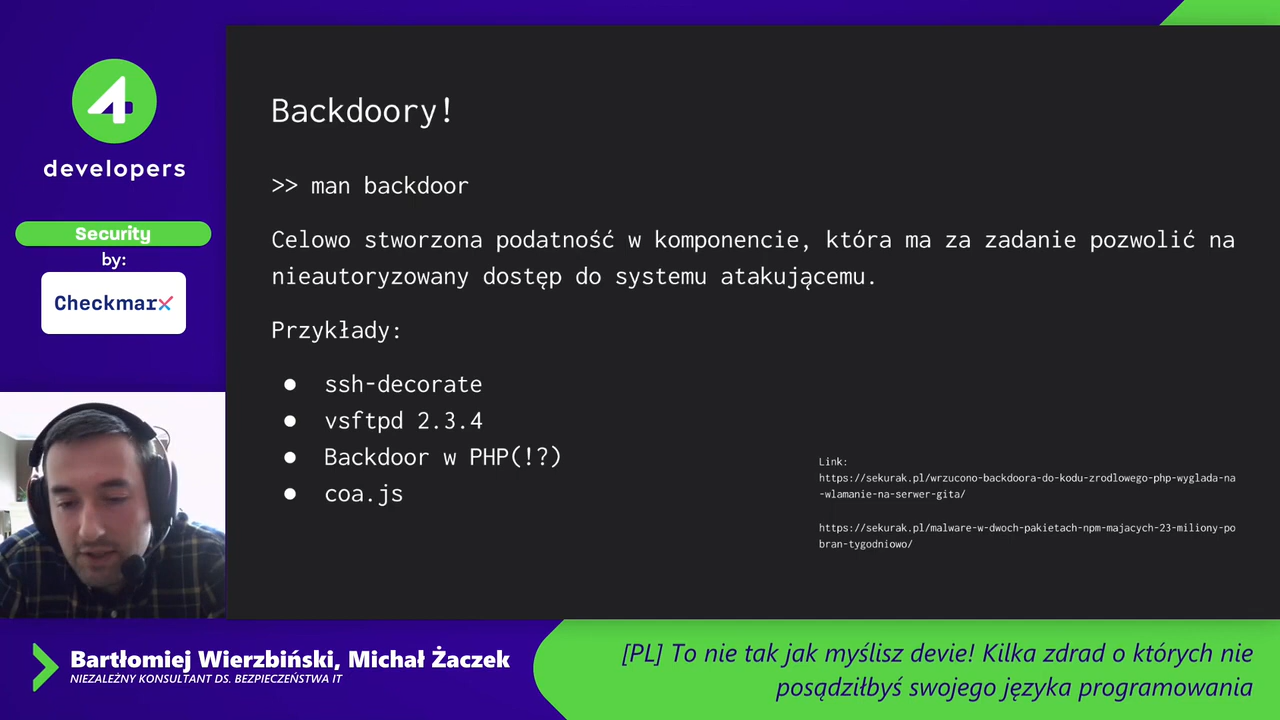 4
developers
Security
by:
Checkmarx
Backdoory!
>> man backdoor
Celowo stworzona podatność w komponencie, która ma za zadanie pozwolić na
nieautoryzowany dostęp do systemu atakującemu.
Przykłady:
● ssh-decorate
● vsftpd 2.3.4
● Backdoor w PHP(!?)
● coa.js
Link:
https://sekurak.pl/wrzucono-backdoora-do-kodu-zrodlowego-php-wyglada-na
-wlamanie-na-serwer-gita/
https://sekurak.pl/malware-w-dwoch-pakietach-npm-majacych-23-miliony-po
bran-tygodniowo/
Bartłomiej Wierzbiński, Michał Żaczek
NIEZALEŻNY KONSULTANT DS. BEZPIECZEŃSTWA IT
[PL] To nie tak jak myślisz devie! Kilka zdrad o których nie
posądziłbyś swojego języka programowania